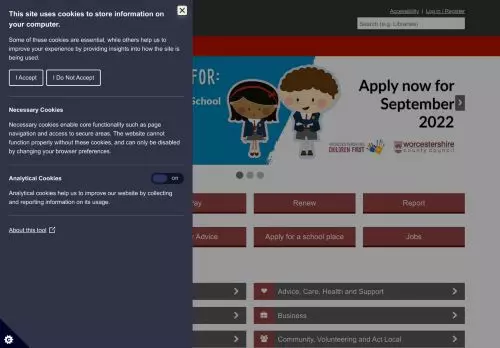 This site uses cookies to store information on
your computer.
Some of these cookies are essential, while others help us to
improve your experience by providing insights into how the site is
being used.
I Accept
I Do Not Accept
Necessary Cookies
Necessary cookies enable core functionality such as page
navigation and access to secure areas. The website cannot
function properly without these cookies, and can only be disabled
by changing your browser preferences.
Analytical Cookies
Off
Analytical cookies help us to improve our website by collecting
and reporting information on its usage.
About this tool
Accessibility | Log in / Register
Search (e.g. Libraries)
FOR:
School
Apply now for
September
2022
CHILDREN FIRST
worcestershire
county council
Pay
Renew
Report
Advice
Apply for a school place
Jobs
Advice, Care, Health and Support
Business
Community, Volunteering and Act Local